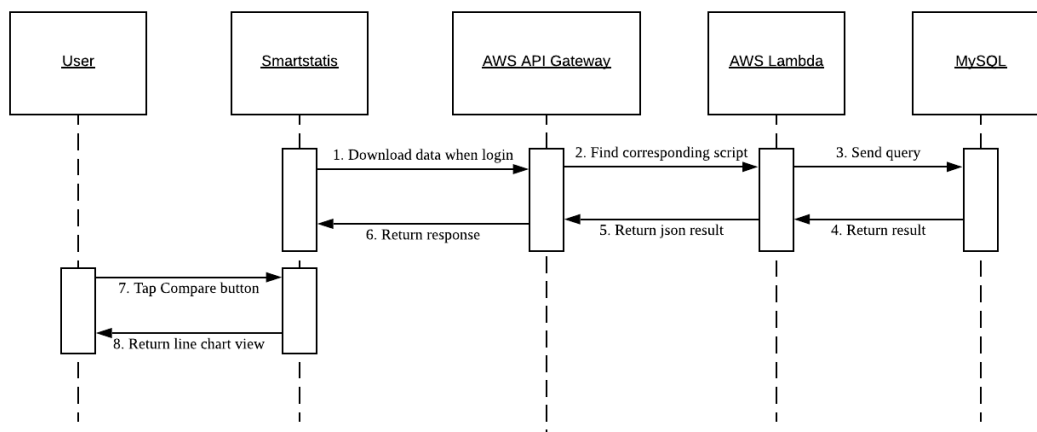 User
Smartstatis
AWS API Gateway
AWS Lambda
MySQL
1. Download data when login
2. Find corresponding script
3. Send query
6. Return response
5. Return json result
4. Return result
7. Tap Compare button
8. Return line chart view